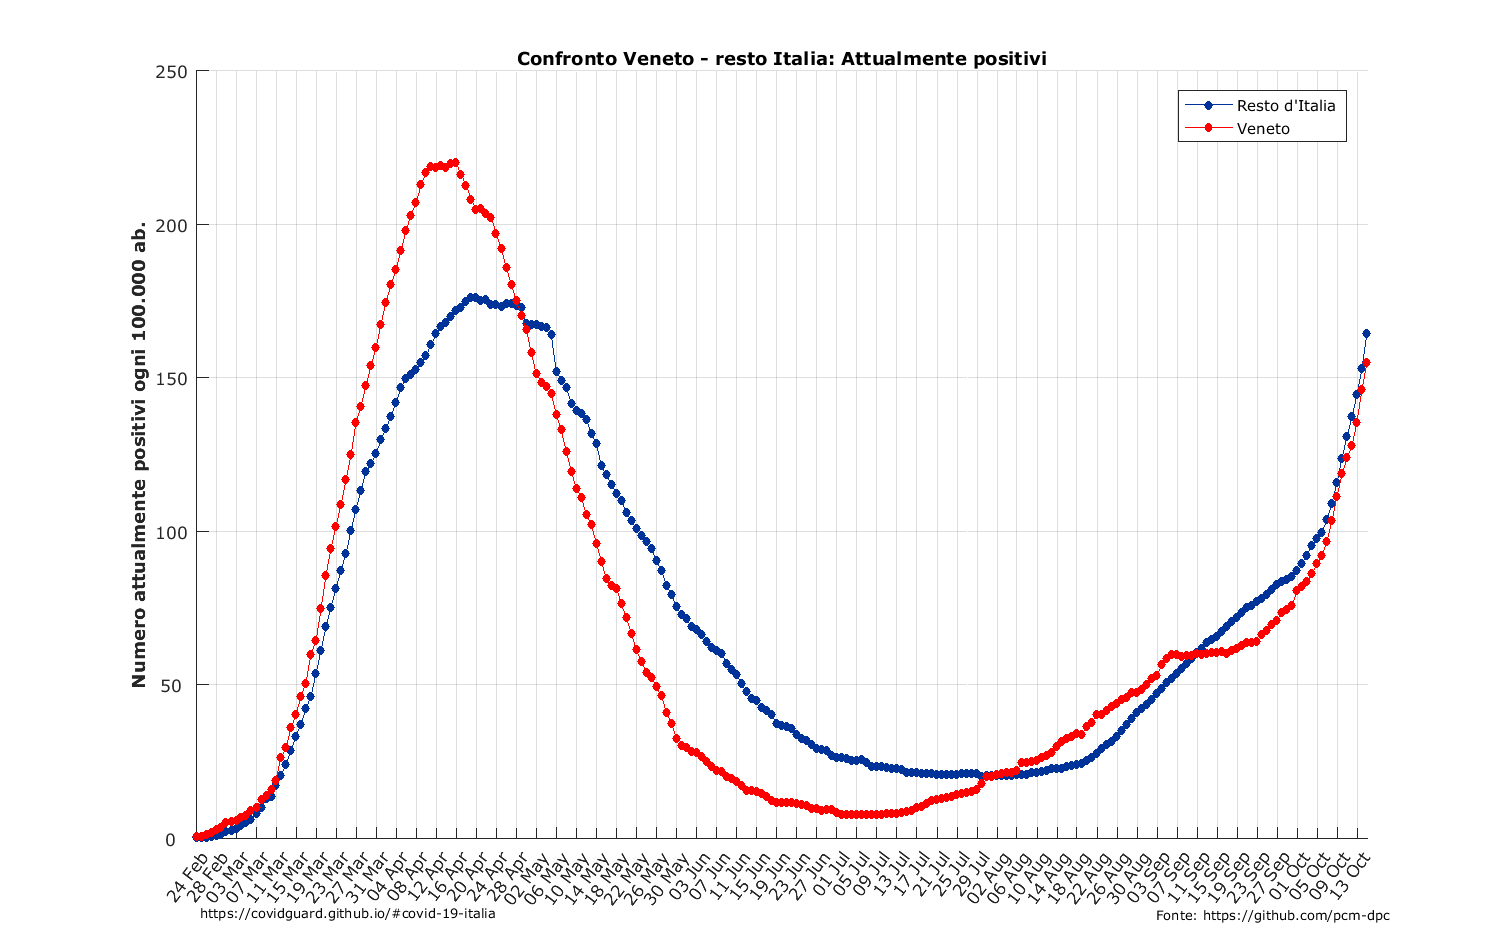 Confronto Veneto - resto Italia: Attualmente positivi
250
200
150
100
50
0
Numero attualmente positivi ogni 100.000 ab.
Resto d'Italia
Veneto
24 Feb
28 Feb
03 Mar
07 Mar
11 Mar
15 Mar
19 Mar
23 Mar
27 Mar
31 Mar
04 Apr
08 Apr
12 Apr
16 Apr
20 Apr
24 Apr
28 Apr
02 May
06 May
10 May
14 May
18 May
22 May
26 May
30 May
03 Jun
07 Jun
11 Jun
15 Jun
19 Jun
23 Jun
27 Jun
01 Jul
05 Jul
09 Jul
13 Jul
17 Jul
21 Jul
25 Jul
29 Jul
02 Aug
06 Aug
10 Aug
14 Aug
18 Aug
22 Aug
26 Aug
30 Aug
03 Sep
07 Sep
11 Sep
15 Sep
19 Sep
23 Sep
27 Sep
01 Oct
05 Oct
09 Oct
13 Oct
https://covidguard.github.io/#covid-19-italia
Fonte: https://github.com/pcm-dpc